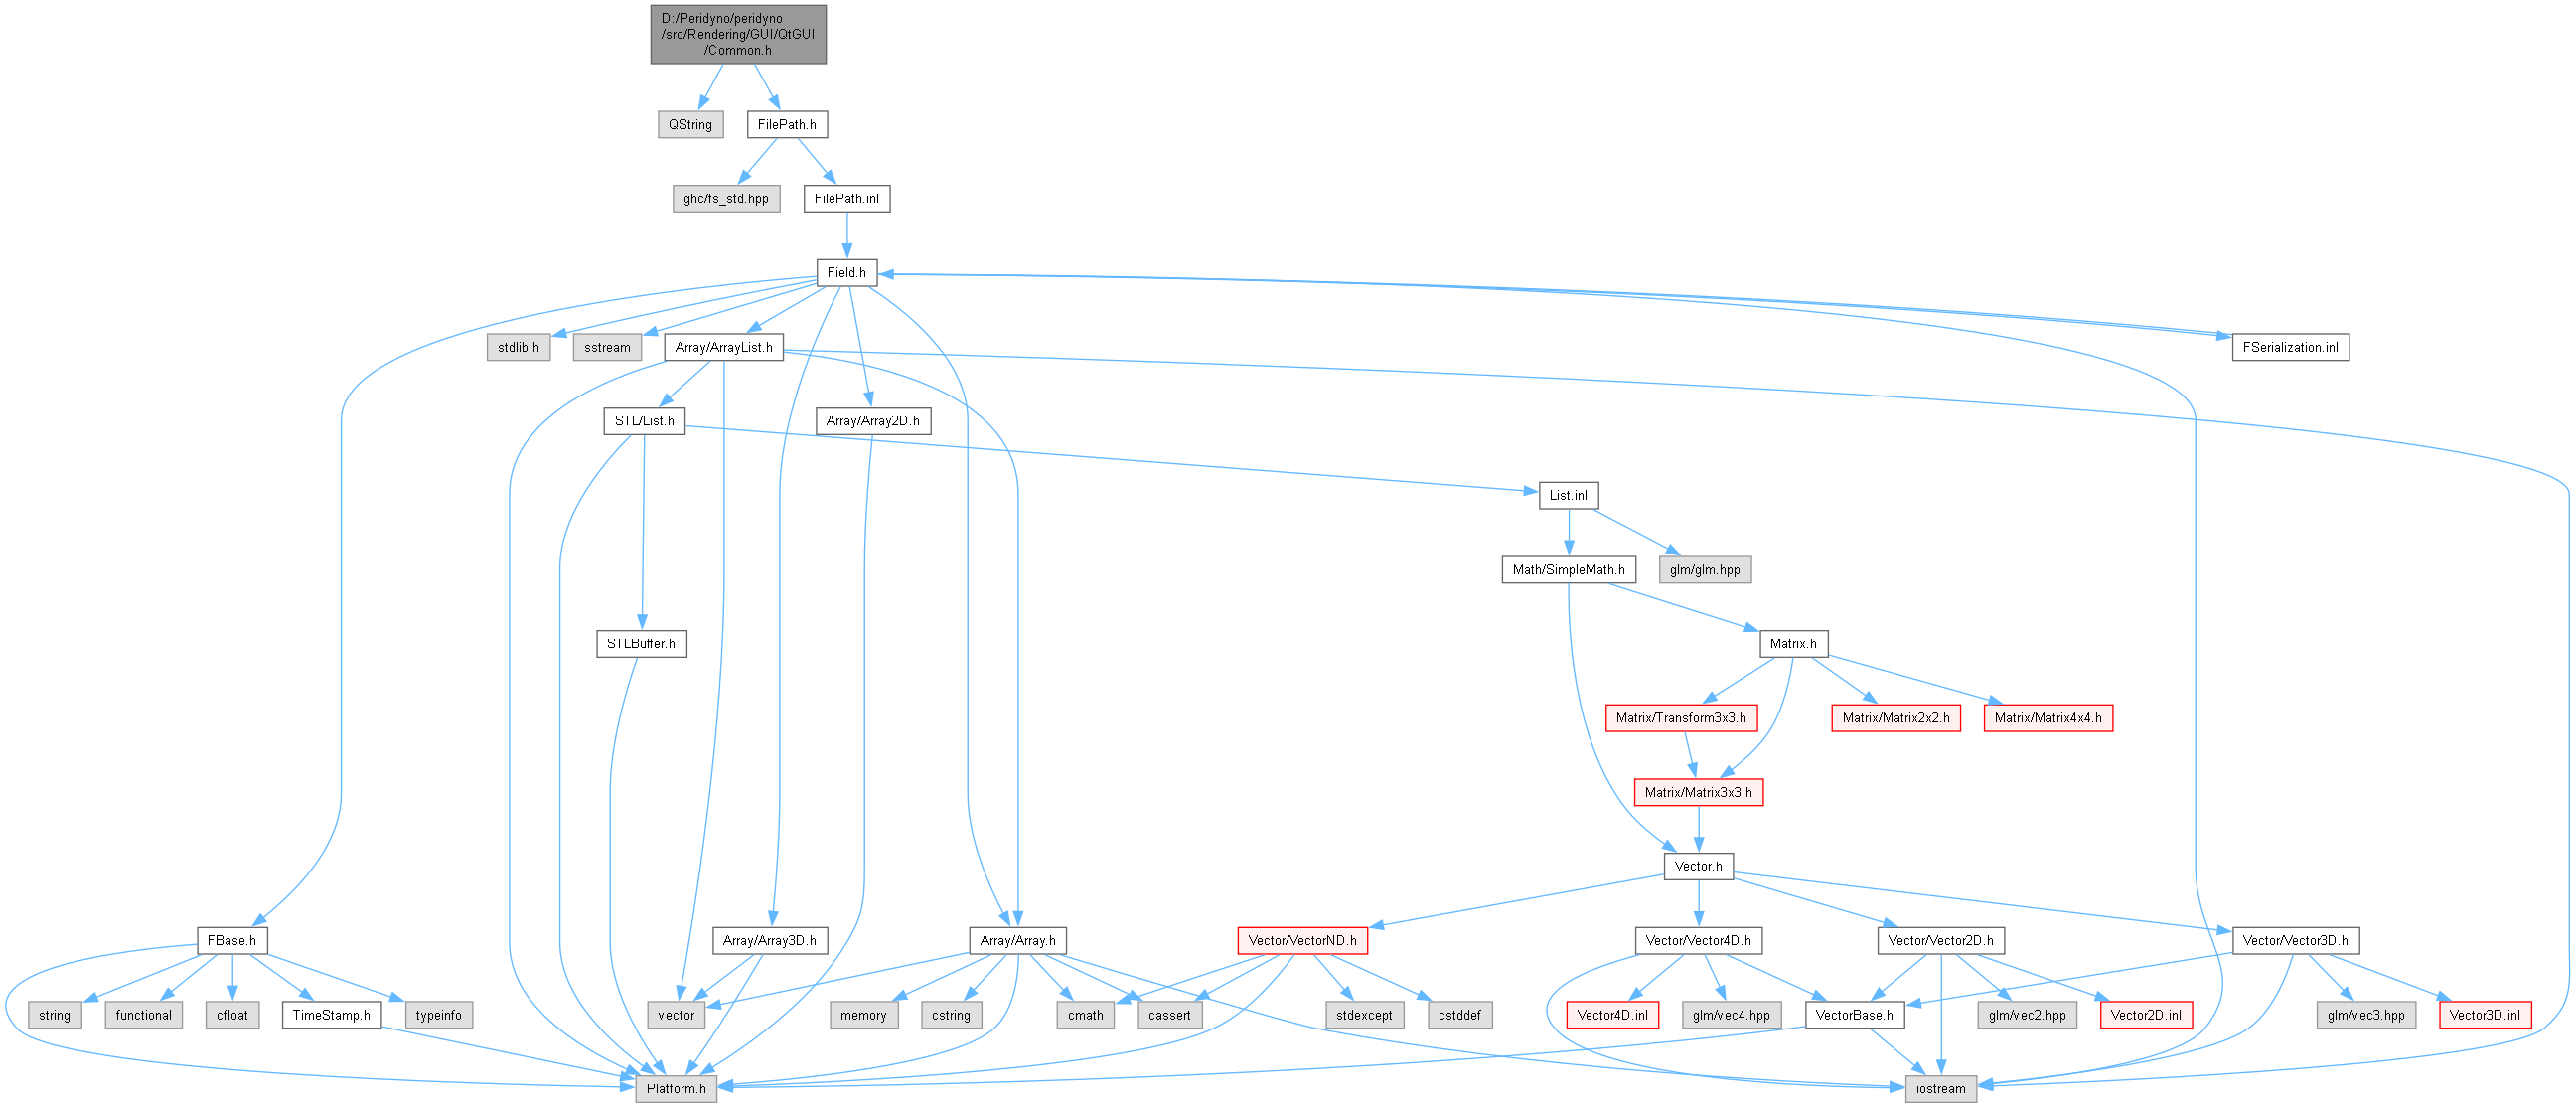 D:/Peridyno/peridyno
/src/Rendering/GUI/QtGUI
/Common.h
QString
FilePath.h
ghc/fs_std.hpp
FilePath.inl
Field.h
stdlib.h
sstream
Array/ArrayList.h
FSerialization.inl
STL/List.h
Array/Array2D.h
List.inl
Math/SimpleMath.h
glm/glm.hpp
STLBuffer.h
Matrix.h
Matrix/Transform3x3.h
Matrix/Matrix2x2.h
Matrix/Matrix4x4.h
Matrix/Matrix3x3.h
Vector.h
FBase.h
Array/Array3D.h
Array/Array.h
Vector/VectorND.h
Vector/Vector4D.h
Vector/Vector2D.h
Vector/Vector3D.h
string
functional
cfloat
TimeStamp.h
typeinfo
vector
memory
cstring
cmath
cassert
stdexcept
cstddef
Vector4D.inl
glm/vec4.hpp
VectorBase.h
glm/vec2.hpp
Vector2D.inl
glm/vec3.hpp
Vector3D.inl
Platform.h
iostream